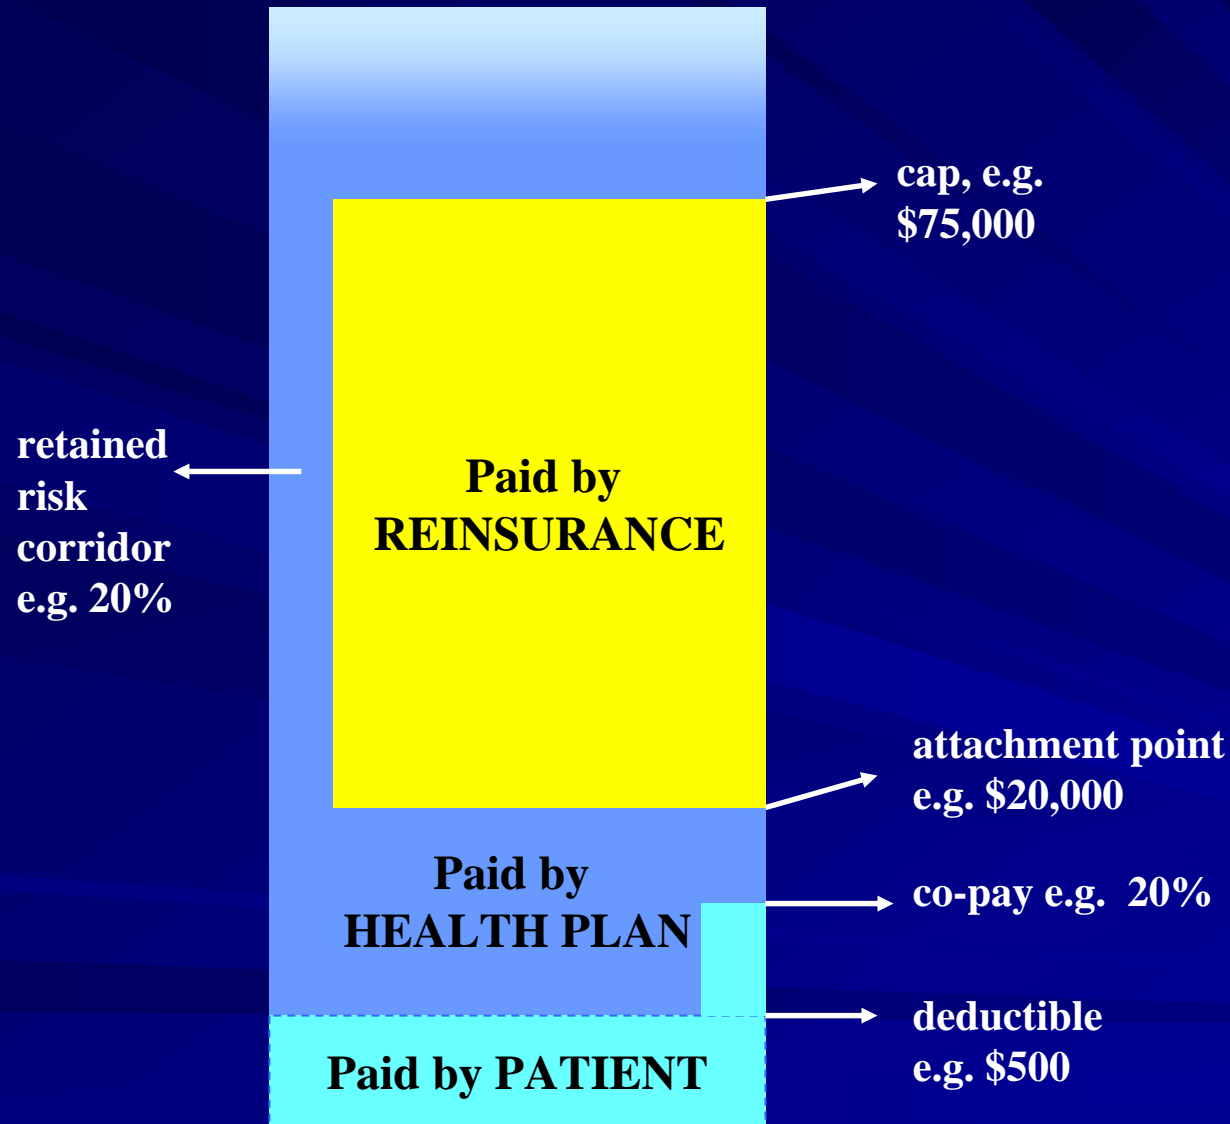 cap, e.g.
$75,000
retained
risk
corridor
e.g. 20%
Paid by
REINSURANCE
attachment point
e.g. $20,000
Paid by
HEALTH PLAN
co-pay e.g.  20%
deductible
e.g. $500
Paid by PATIENT